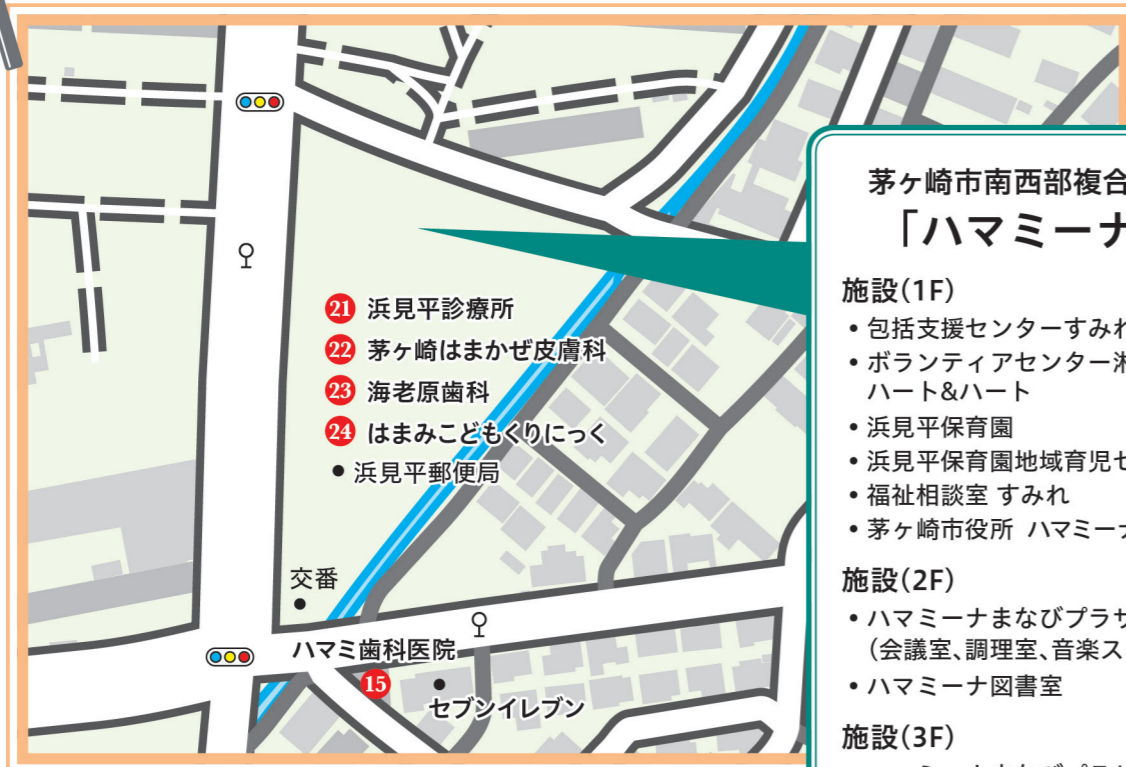 21 浜見平診療所
22 茅ヶ崎はまかぜ皮膚科
23 海老原歯科
24 はまみこどもくりにっく
● 浜見平郵便局
交番
ハマミ歯科医院
15
セブンイレブン
茅ヶ崎市南西部複合
「ハマミーナ
施設(1F)
• 包括支援センターすみれ
• ボランティアセンター
ハート&ハート
• 浜見平保育園
• 浜見平保育園地域育児セ
• 福祉相談室 すみれ
• 茅ヶ崎市役所 ハマミーナ
施設(2F)
• ハマミーナまなびプラザ
(会議室、調理室、音楽ス
• ハマミーナ図書室
施設(3F)